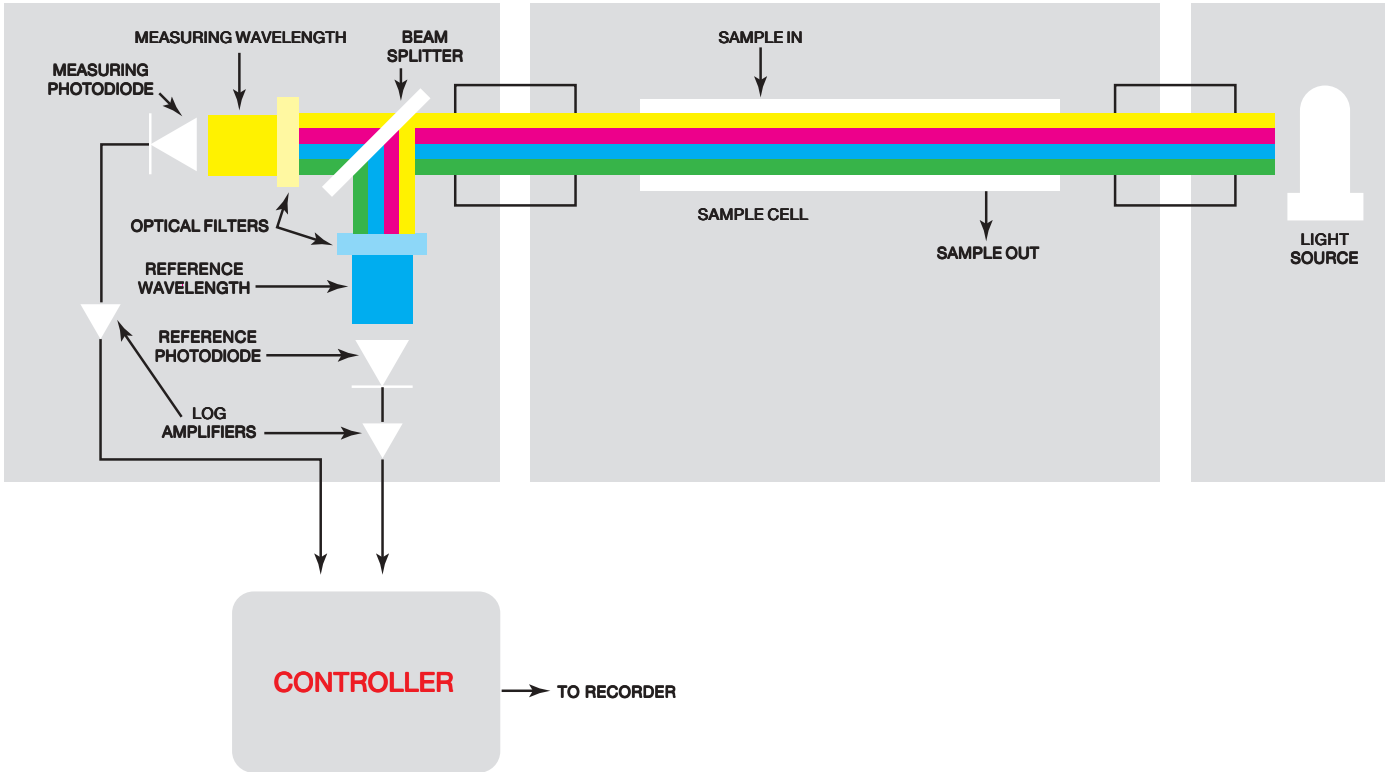 MEASURING WAVELENGTH
BEAM
SPLITTER
SAMPLE IN
MEASURING
PHOTODIODE
OPTICAL FILTERS
SAMPLE CELL
SAMPLE OUT
LIGHT
SOURCE
REFERENCE
WAVELENGTH
REFERENCE
PHOTODIODE
LOG
AMPLIFIERS
CONTROLLER
TO RECORDER